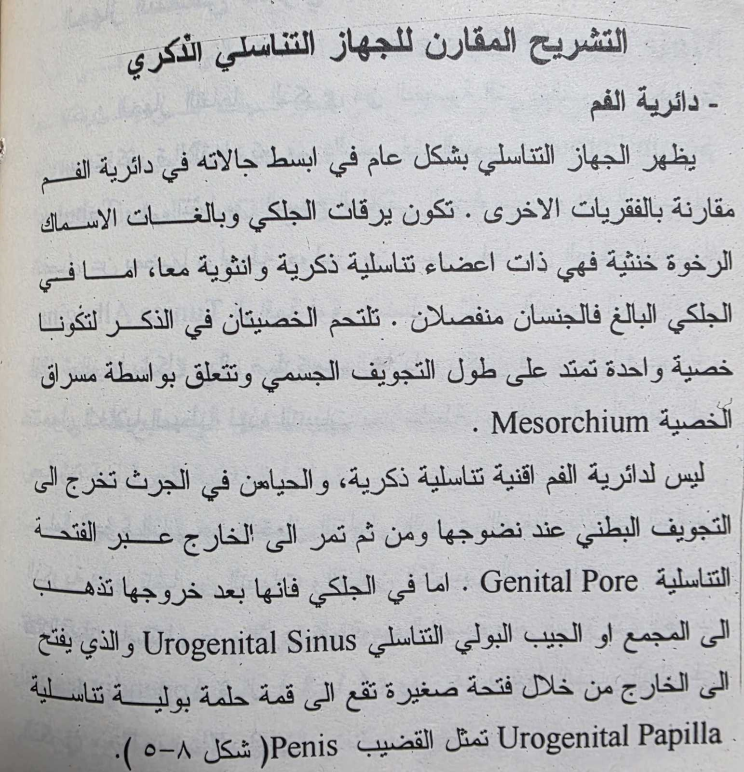 التشريح المقارن للجهاز التناسلي الذكري
- دائرية الفم
يظهر الجهاز التناسلي بشكل عام في ابسط حالاته في دائرية الفم
مقارنة بالفقريات الاخرى . تكون يرقات الجلكي وبالغات الاسماك
الرخوة خنثية فهي ذات اعضاء تناسلية ذكرية وانثوية معا، اما في
الجلكي البالغ فالجنسان منفصلان . تلتحم الخصيتان في الذكر لتكونا
خصية واحدة تمتد على طول التجويف الجسمي وتتعلق بواسطة مسراق
الخصية Mesorchium .
ليس لدائرية الفم اقنية تناسلية ذكرية، والحيامن في الجرث تخرج الى
التجويف البطني عند نضوجها ومن ثم تمر الى الخارج عبر الفتحة
التناسلية Genital Pore . اما في الجلكي فانها بعد خروجها تذهب
الى المجمع او الجيب البولي التناسلي Urogenital Sinus والذي يفتح
الى الخارج من خلال فتحة صغيرة تقع الى قمة حلمة بولية تناسلية
Urogenital Papilla تمثل القضيب Penis( شكل ٨-٥ ).